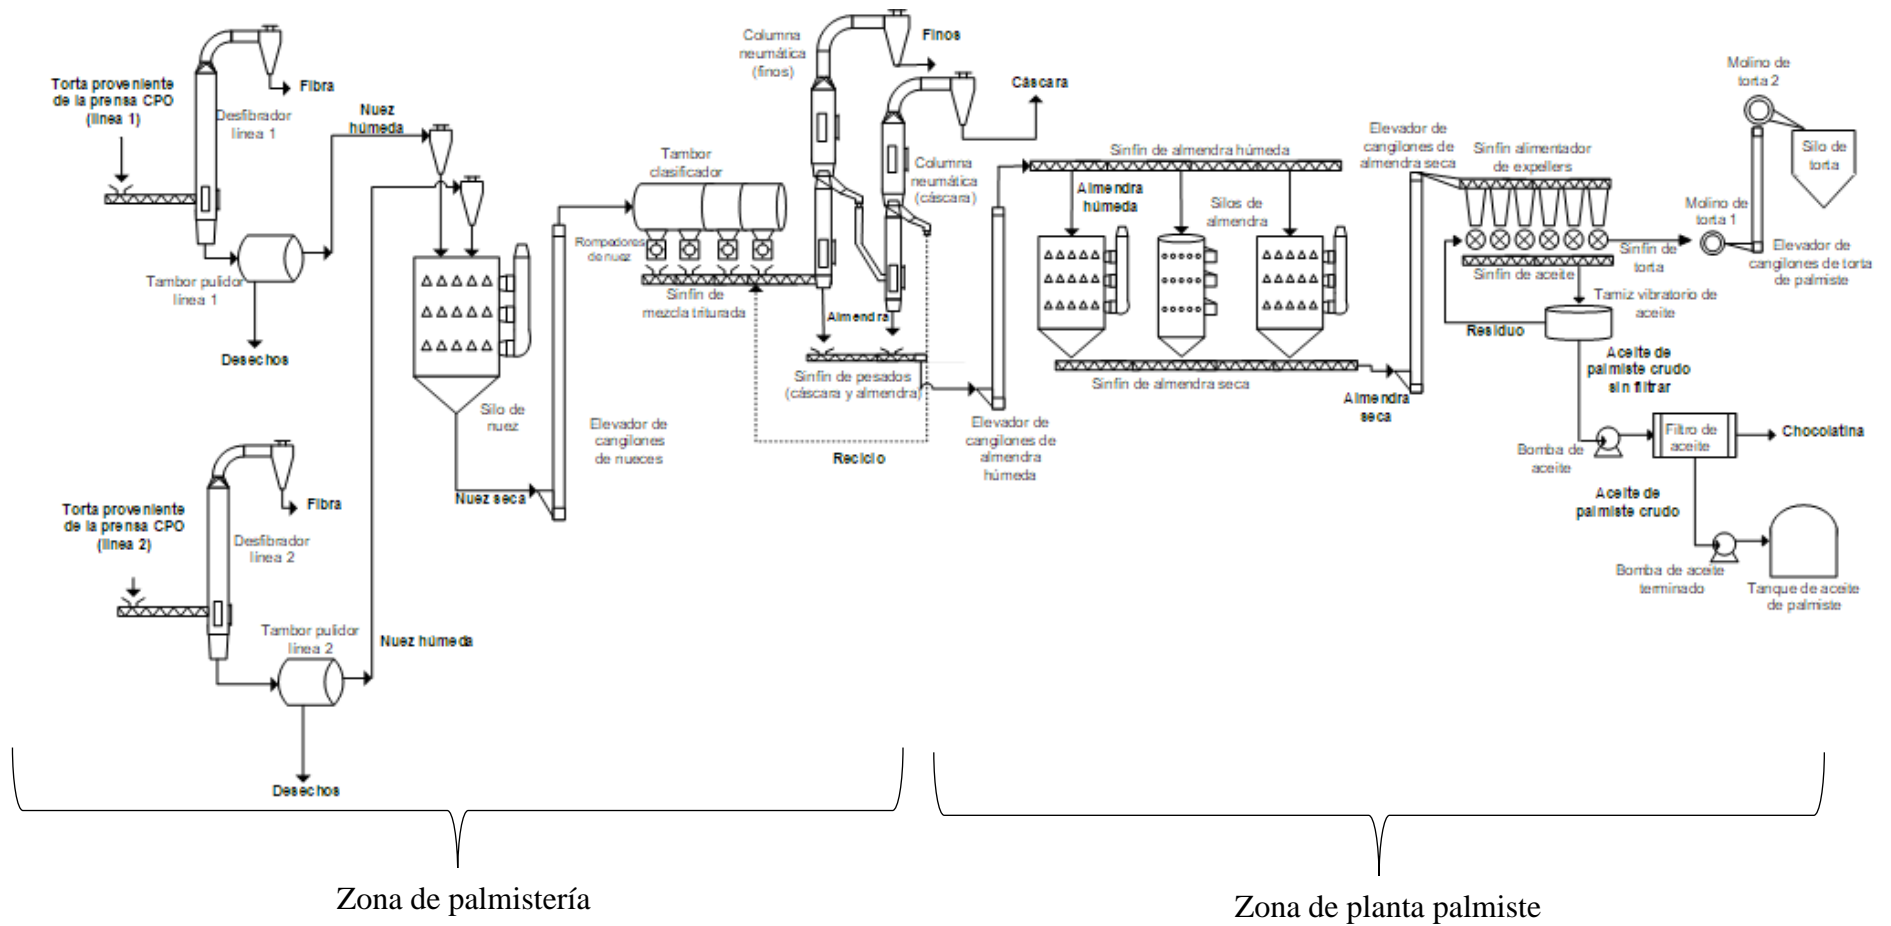 Torta proveniente
de la prensa CPO
(línea 1)
Fibra
Desfibrador
línea 1
Nuez
húmeda
Tambor pulidor
línea 1
Desechos
Torta proveniente
de la prensa CPO
(línea 2)
Fibra
Desfibrador
línea 2
Tambor pulidor
línea 2
Nuez húmeda
Desechos
Silo de
nuez
Nuez seca
Elevador de
cangilones
de nueces
Tambor
clasificador
Rompedores
de nuez
Sinfín de
mezcla triturada
Columna
neumática
(finos)
Finos
Cáscara
Columna
neumática
(cáscara)
Almendra
Sinfín de pesados
(cáscara y almendra)
Reciclo
Elevador de
cangilones de
almendra
húmeda
Sinfín de almendra húmeda
Almendra
húmeda
Silos de
almendra
Sinfín de almendra seca
Almendra
seca
Elevador de
cangilones de
almendra seca
Sinfín alimentador
de expellers
Sinfín de aceite
Sinfín de
torta
Molino de
torta 1
Molino de
torta 2
Silo de
torta
Elevador de
cangilones de torta
de palmiste
Tamiz vibratorio de
aceite
Residuo
Aceite de
palmiste crudo
sin filtrar
Bomba de
aceite
Filtro de
aceite
Chocolatina
Aceite de
palmiste crudo
Bomba de aceite
terminado
Tanque de aceite
de palmiste
Zona de palmistería
Zona de planta palmiste